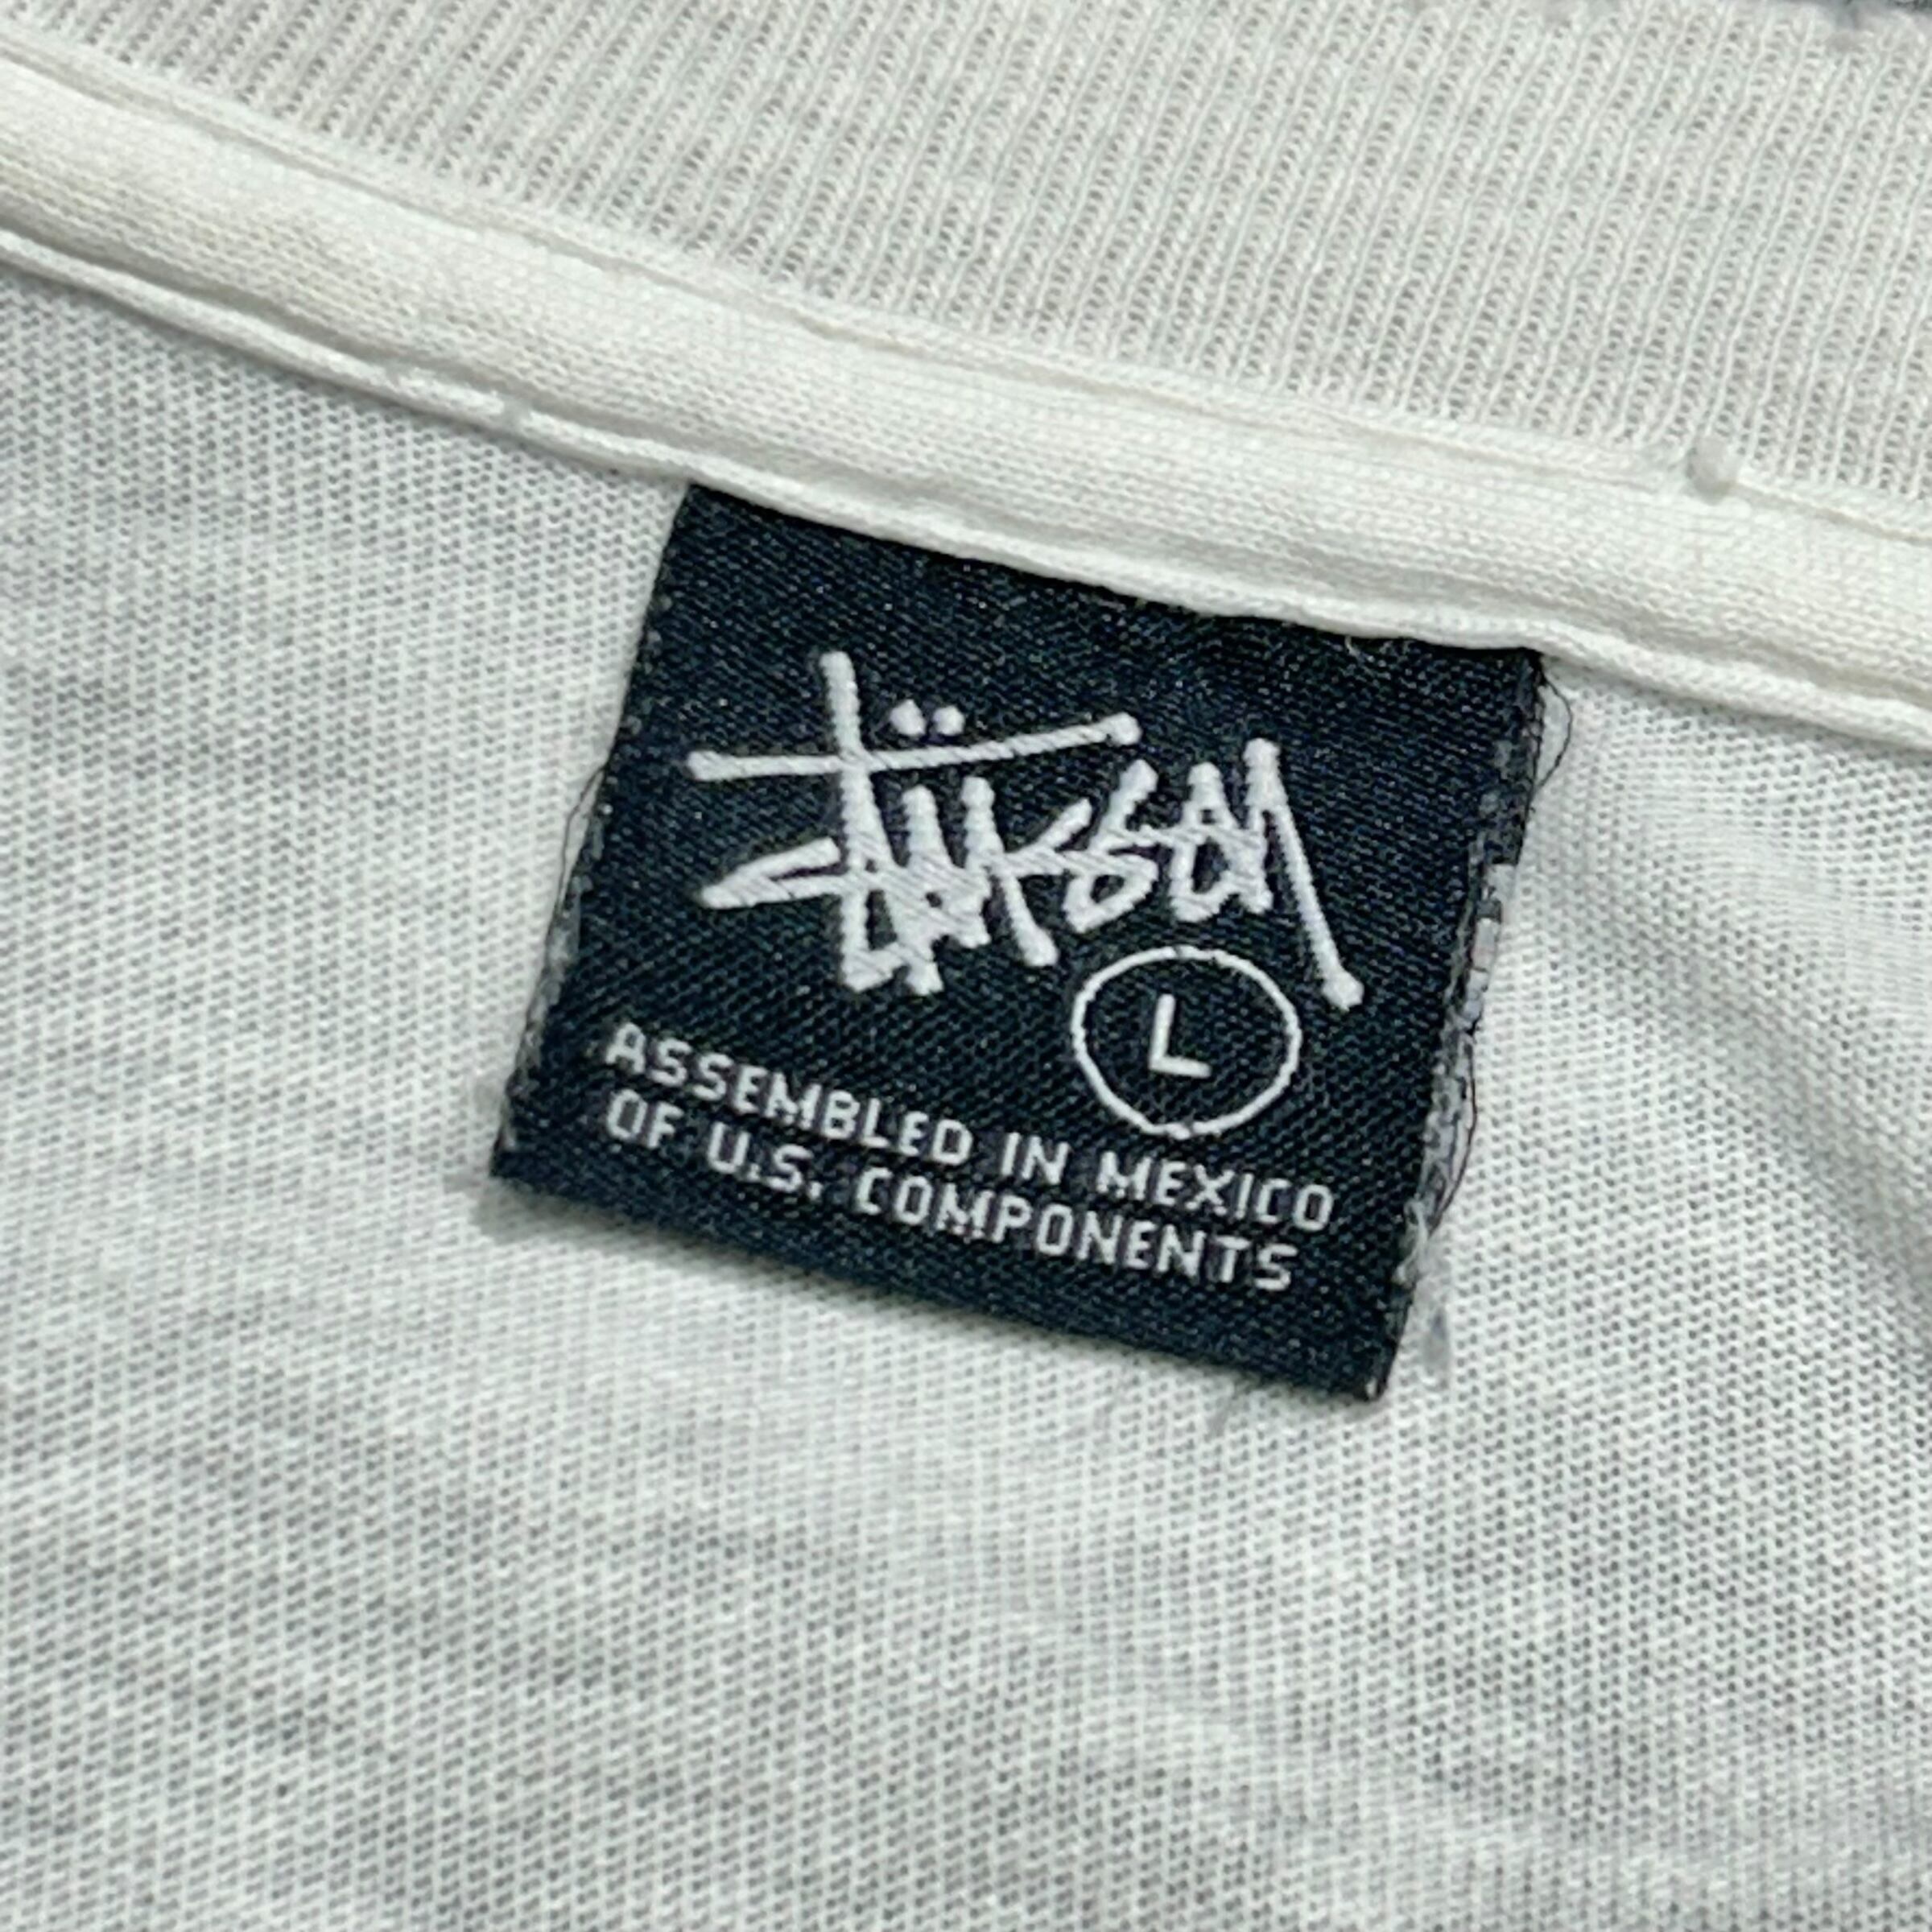 Stüssy
L
ASSEMBLED IN MEXICO
OF U.S. COMPONENTS